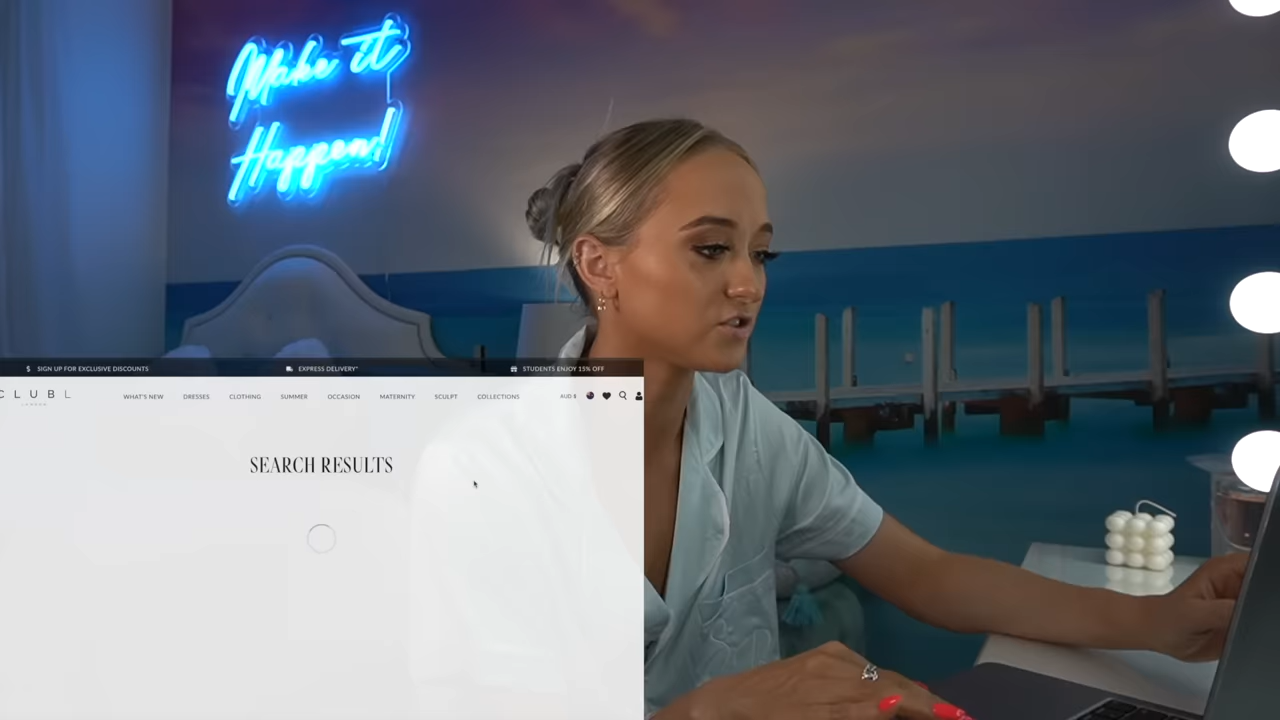 Make it
Happen!
$ SIGN UP FOR EXCLUSIVE DISCOUNTS
EXPRESS DELIVERY*
STUDENTS ENJOY 15% OFF
CLUB L
LONDON
WHAT'S NEW
DRESSES
CLOTHING
SUMMER
OCCASION
MATERNITY
SCULPT
COLLECTIONS
AUD $
SEARCH RESULTS